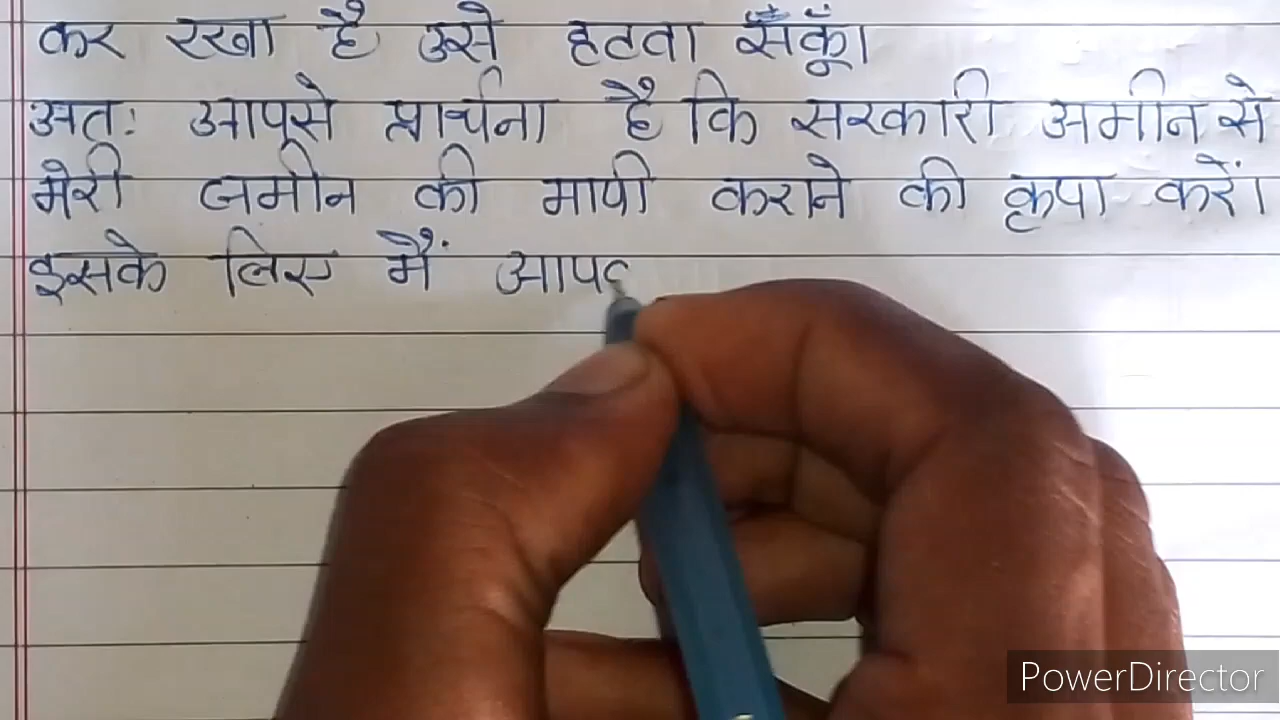 कर रखा है उसे हटवा सकूँ।
अतः आपसे प्रार्थना है कि सरकारी अमीन से
मेरी जमीन की मापी कराने की कृपा करें।
इसके लिए मैं आप
PowerDirector